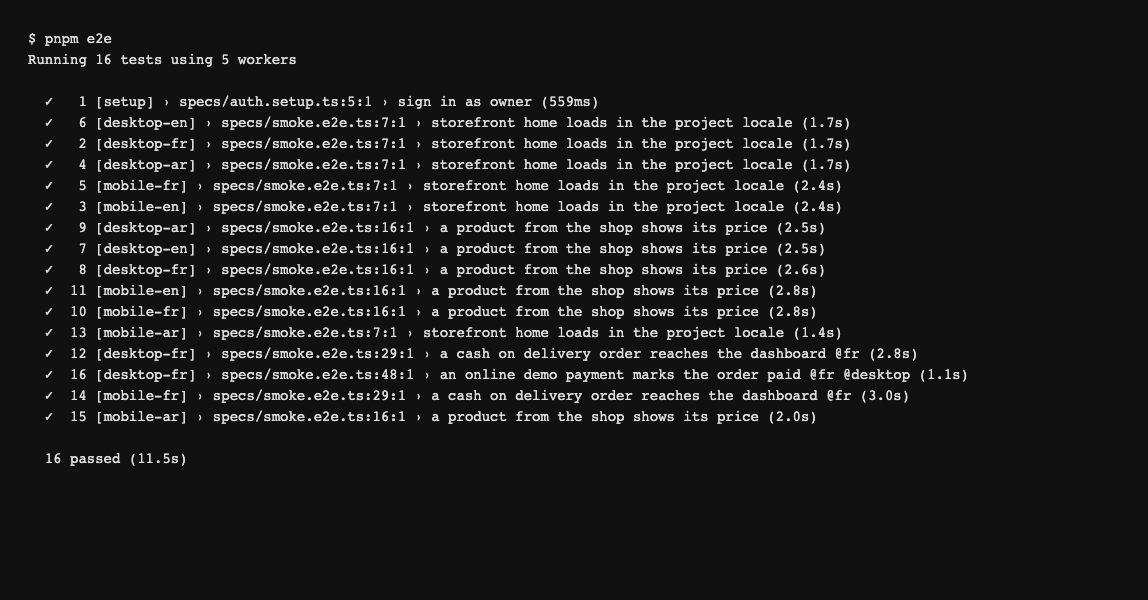 $ pnpm e2e
Running 16 tests using 5 workers
✓ 1 [setup] › specs/auth.setup.ts:5:1 › sign in as owner (559ms)
✓ 6 [desktop-en] › specs/smoke.e2e.ts:7:1 › storefront home loads in the project locale (1.7s)
✓ 2 [desktop-fr] › specs/smoke.e2e.ts:7:1 › storefront home loads in the project locale (1.7s)
✓ 4 [desktop-ar] › specs/smoke.e2e.ts:7:1 › storefront home loads in the project locale (1.7s)
✓ 5 [mobile-fr] › specs/smoke.e2e.ts:7:1 › storefront home loads in the project locale (2.4s)
✓ 3 [mobile-en] › specs/smoke.e2e.ts:7:1 › storefront home loads in the project locale (2.4s)
✓ 9 [desktop-ar] › specs/smoke.e2e.ts:16:1 › a product from the shop shows its price (2.5s)
✓ 7 [desktop-en] › specs/smoke.e2e.ts:16:1 › a product from the shop shows its price (2.5s)
✓ 8 [desktop-fr] › specs/smoke.e2e.ts:16:1 › a product from the shop shows its price (2.6s)
✓ 11 [mobile-en] › specs/smoke.e2e.ts:16:1 › a product from the shop shows its price (2.8s)
✓ 10 [mobile-fr] › specs/smoke.e2e.ts:16:1 › a product from the shop shows its price (2.8s)
✓ 13 [mobile-ar] › specs/smoke.e2e.ts:7:1 › storefront home loads in the project locale (1.4s)
✓ 12 [desktop-fr] › specs/smoke.e2e.ts:29:1 › a cash on delivery order reaches the dashboard @fr (2.8s)
✓ 16 [desktop-fr] › specs/smoke.e2e.ts:48:1 › an online demo payment marks the order paid @fr @desktop (1.1s)
✓ 14 [mobile-fr] › specs/smoke.e2e.ts:29:1 › a cash on delivery order reaches the dashboard @fr (3.0s)
✓ 15 [mobile-ar] › specs/smoke.e2e.ts:16:1 › a product from the shop shows its price (2.0s)
16 passed (11.5s)